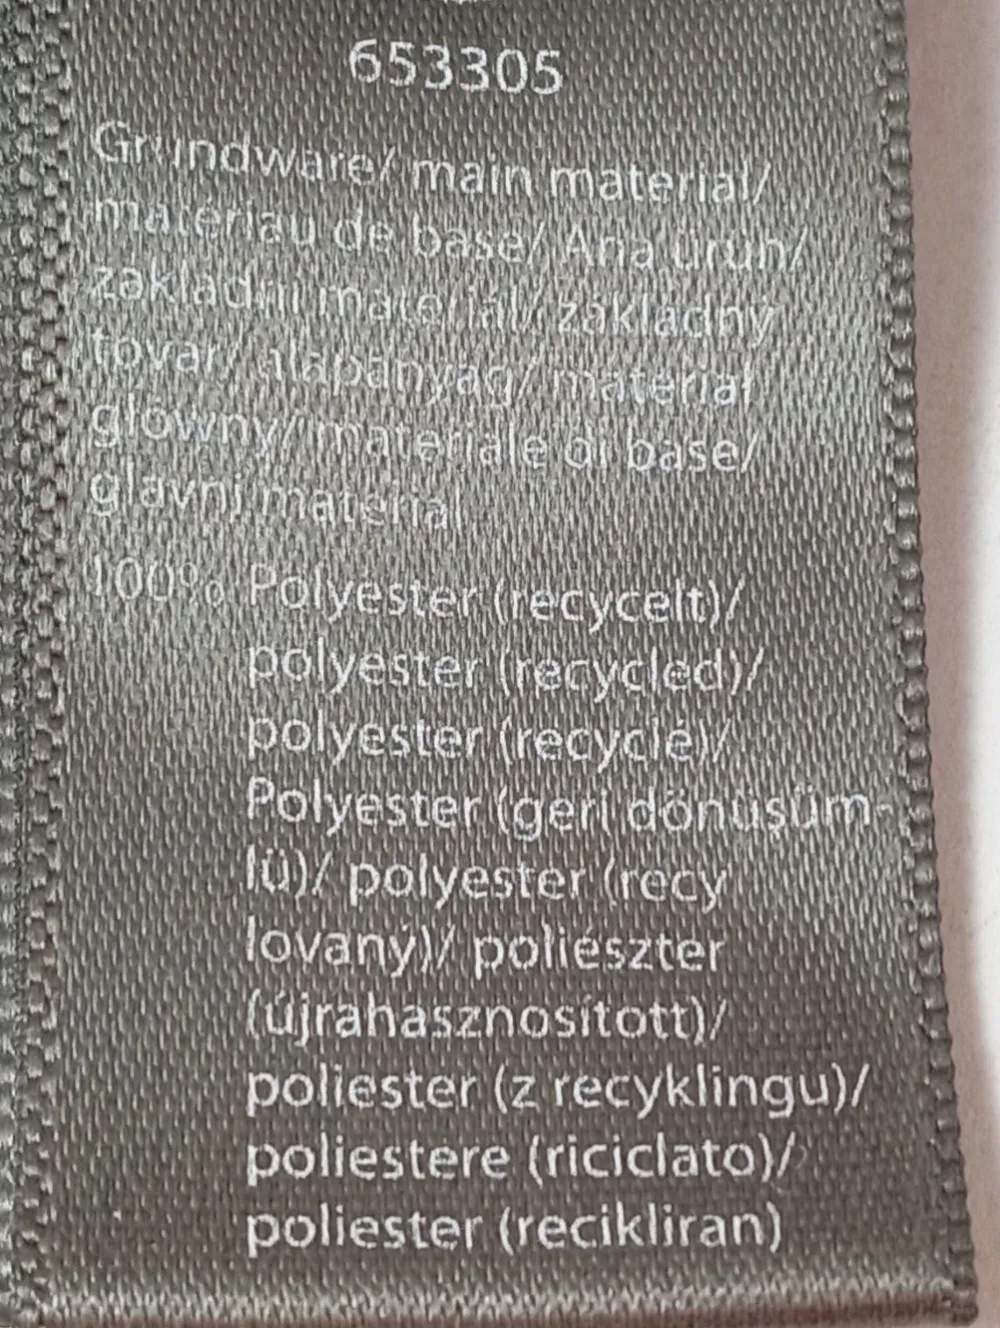 653305
Grundware/ main material/
materiau de base/ Ana ürün/
základní materiál/ základný
tovar/ alapanyag/ materiał
główny/ materiale di base/
glavni material
100% Polyester (recycelt)/
polyester (recycled)/
polyester (recyclé)/
Polyester (geri dönüşüm-
lü)/ polyester (recy
lovaný)/ poliészter
(újrahasznosított)/
poliester (z recyklingu)/
poliestere (riciclato)/
poliester (recikliran)